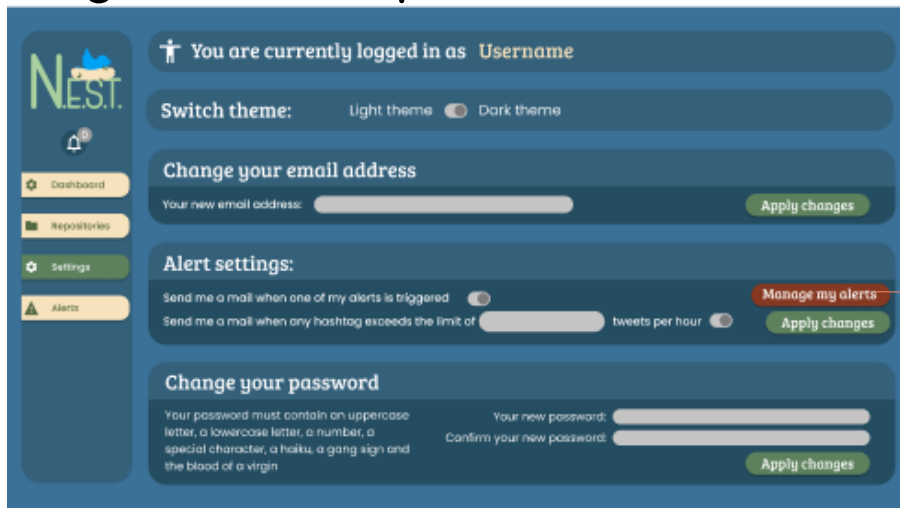 N.E.S.T.
0
Dashboard
Repositories
Settings
Alerts
You are currently logged in as Username
Switch theme: Light theme Dark theme
Change your email address
Your new email address:
Apply changes
Alert settings:
Send me a mail when one of my alerts is triggered
Manage my alerts
Send me a mail when any hashtag exceeds the limit of tweets per hour
Apply changes
Change your password
Your password must contain an uppercase
letter, a lowercase letter, a number, a
special character, a haiku, a gang sign and
the blood of a virgin
Your new password:
Confirm your new password:
Apply changes